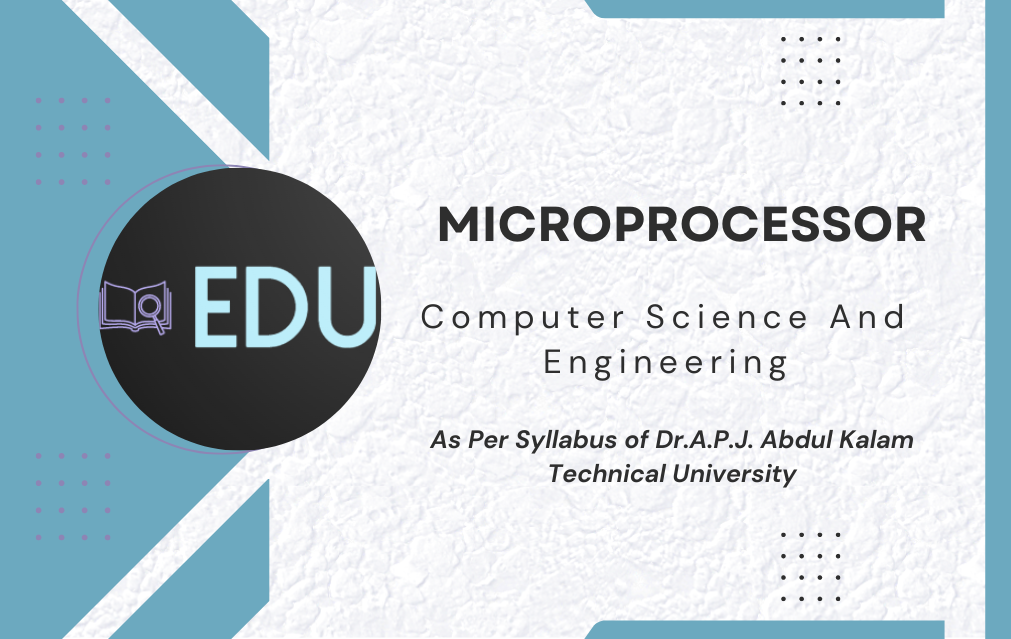 EDU
MICROPROCESSOR
Computer Science And
Engineering
As Per Syllabus of Dr.A.P.J. Abdul Kalam
Technical University